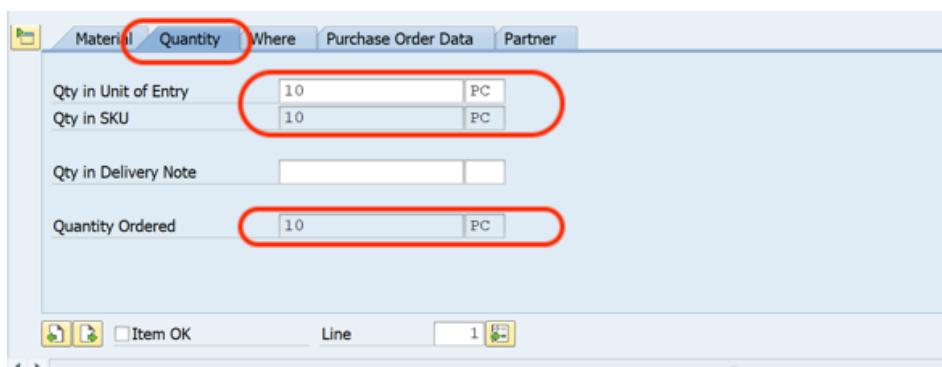 Material Quantity Where Purchase Order Data Partner
Qty in Unit of Entry 10 PC
Qty in SKU 10 PC
Qty in Delivery Note
Quantity Ordered 10 PC
Item OK Line 1